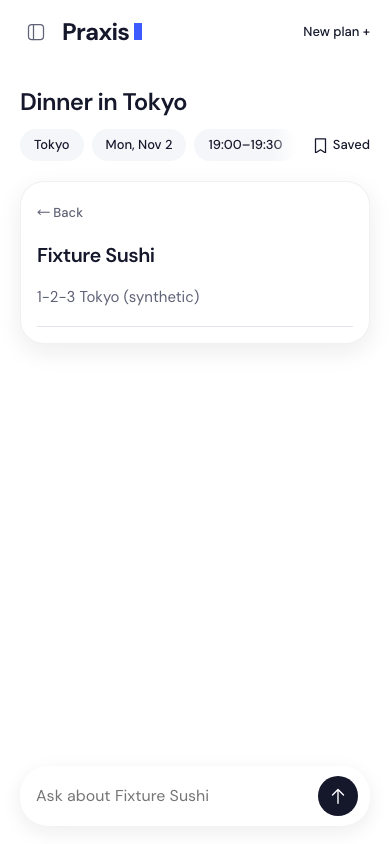 Praxis
New plan +
Dinner in Tokyo
Tokyo
Mon, Nov 2
19:00–19:30
Saved
← Back
Fixture Sushi
1-2-3 Tokyo (synthetic)
Ask about Fixture Sushi